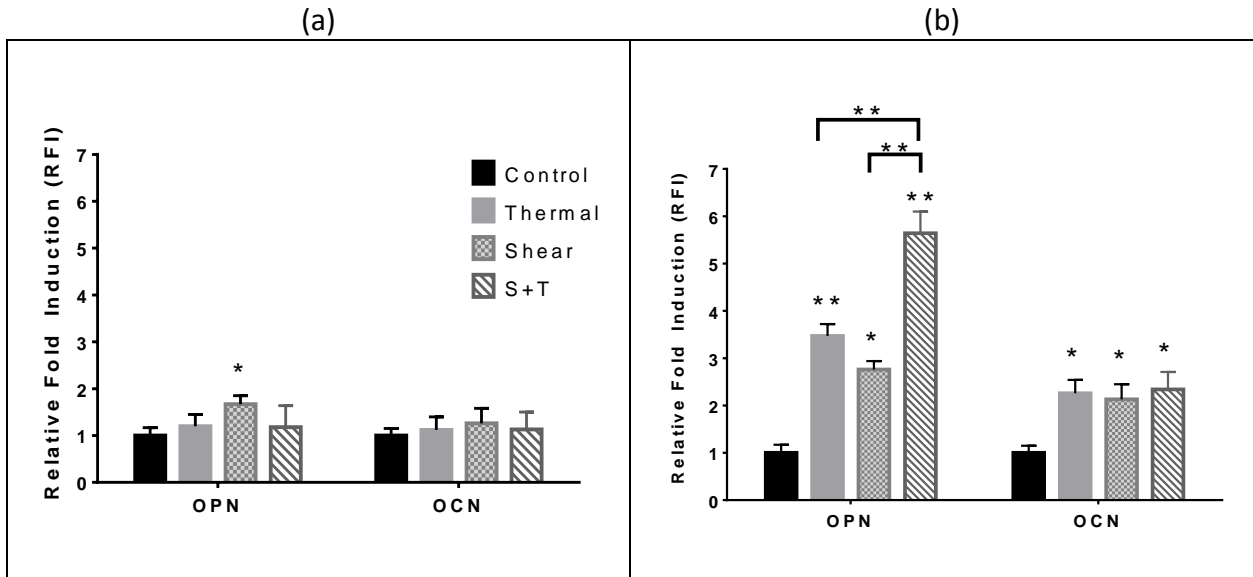 (a)
(b)
Relative Fold Induction (RFI)
7
6
5
4
3
2
1
0
*
OPN
OCN
Control
Thermal
Shear
S+T
Relative Fold Induction (RFI)
7
6
5
4
3
2
1
0
**
**
**
*
**
*
*
*
OPN
OCN